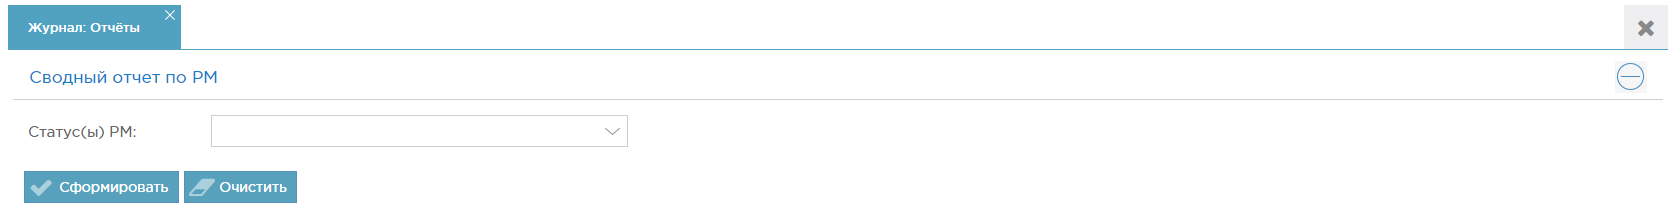 Журнал: Отчёты
Сводный отчет по РМ
Статус(ы) РМ:
Сформировать Очистить